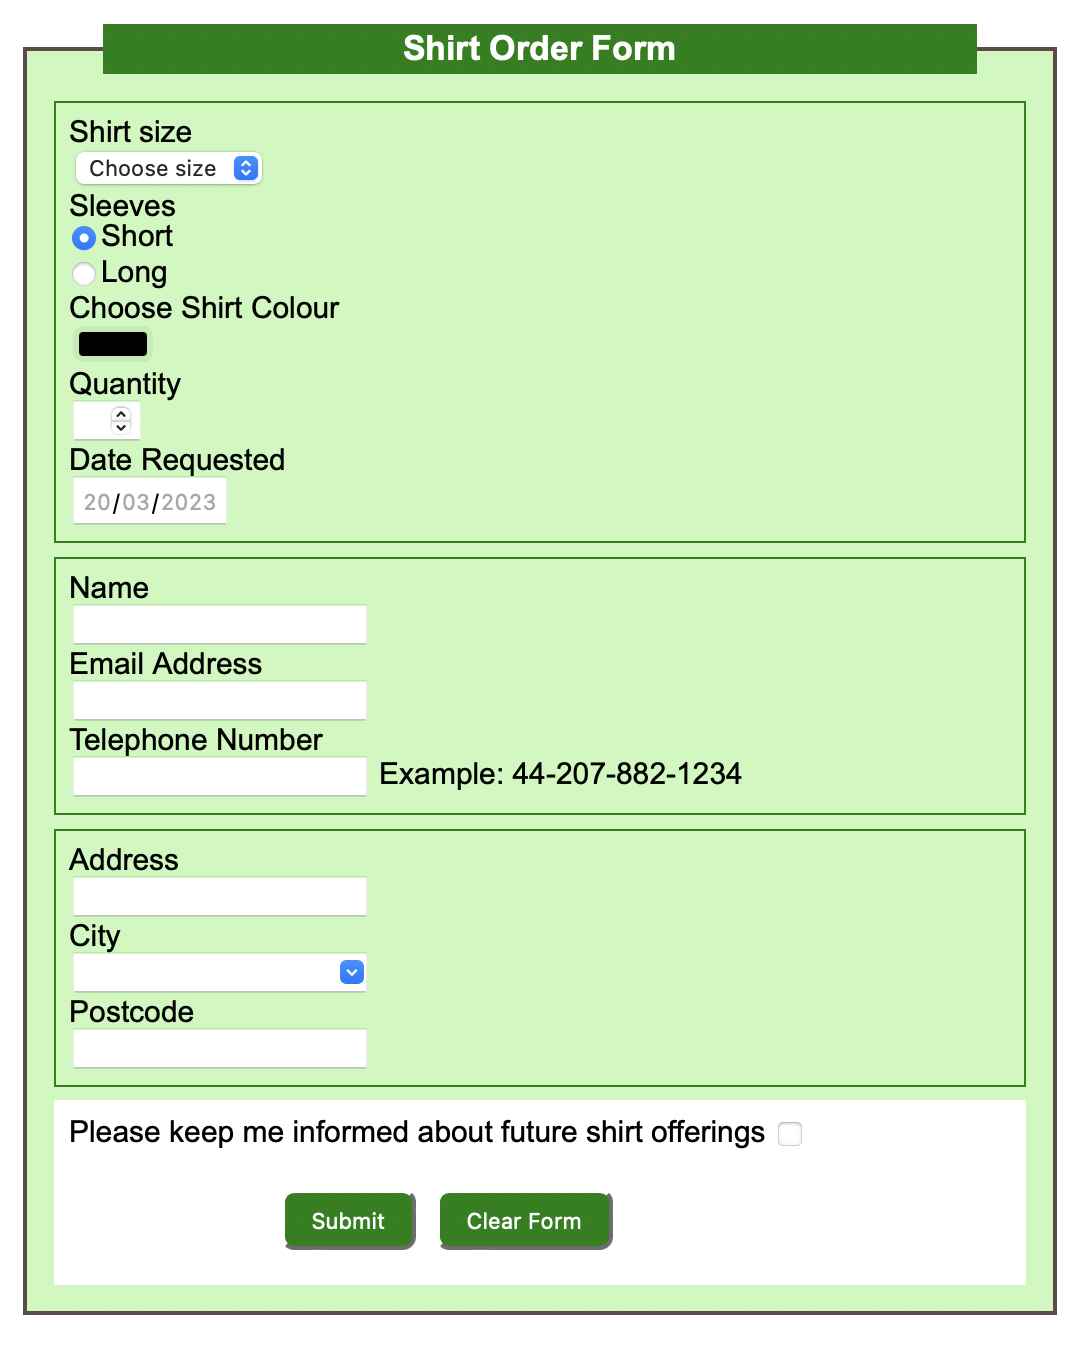 Shirt Order Form
Shirt size
Choose size
Sleeves
Short
Long
Choose Shirt Colour
Quantity
Date Requested
20/03/2023
Name
Email Address
Telephone Number
Example: 44-207-882-1234
Address
City
Postcode
Please keep me informed about future shirt offerings
Submit Clear Form